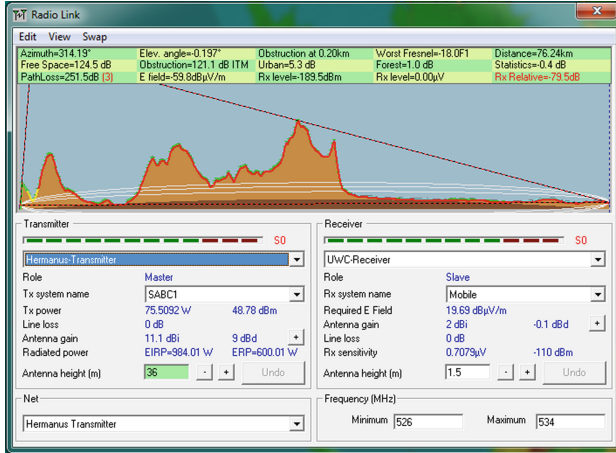 Radio Link
Edit View Swap
Azimuth=314.19° Elev. angle=-0.197° Obstruction at 0.20km Worst Fresnel=-18.0F1 Distance=76.24km
Free Space=124.5 dB Obstruction=121.1 dB ITM Urban=5.3 dB Forest=1.0 dB Statistics=-0.4 dB
PathLoss=251.5dB (3) E field=-59.8dBμV/m Rx level=-189.5dBm Rx level=0.00μV Rx Relative=-79.5dB
Transmitter Receiver
S0 S0
Hermanus-Transmitter UWC-Receiver
Role Master Role Slave
Tx system name SABC1 Rx system name Mobile
Tx power 75.5092 W 48.78 dBm Required E Field 19.69 dBμV/m
Line loss 0 dB Antenna gain 2 dBi -0.1 dBd +
Antenna gain 11.1 dBi 9 dBd + Line loss 0 dB
Radiated power EIRP=984.01 W ERP=600.01 W Rx sensitivity 0.7079μV -110 dBm
Antenna height (m) 36 - + Undo Antenna height (m) 1.5 - + Undo
Net Frequency (MHz)
Hermanus Transmitter Minimum 526 Maximum 534